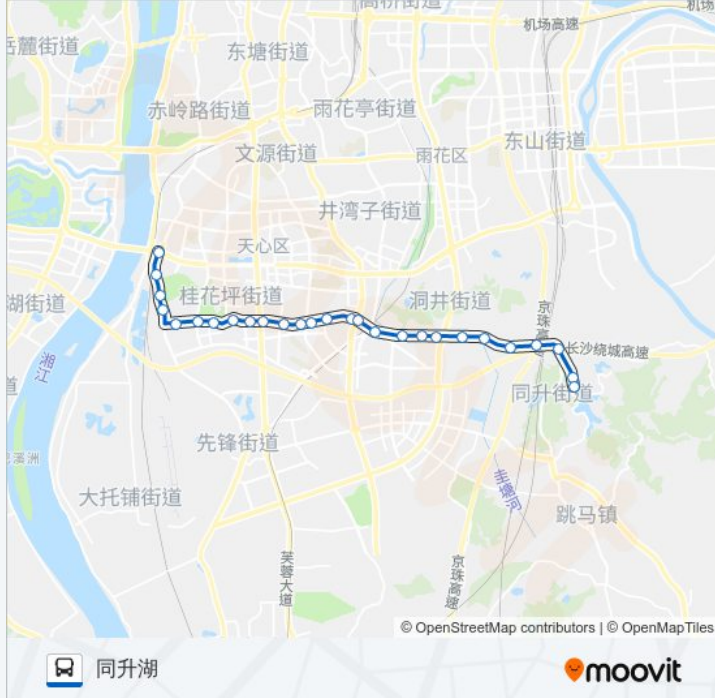 高桥街道
机场高速
机场
岳麓街道
东塘街道
赤岭路街道
雨花亭街道
东山街道
文源街道
雨花区
井湾子街道
天心区
桂花坪街道
洞井街道
湖街道
京珠高
长沙绕城高速
湘江
道
同升街道
先锋街道
溪洲
大托铺街道
圭塘河
跳马镇
芙蓉大道
京珠高速
© OpenStreetMap contributors | © OpenMapTiles
同升湖
moovit